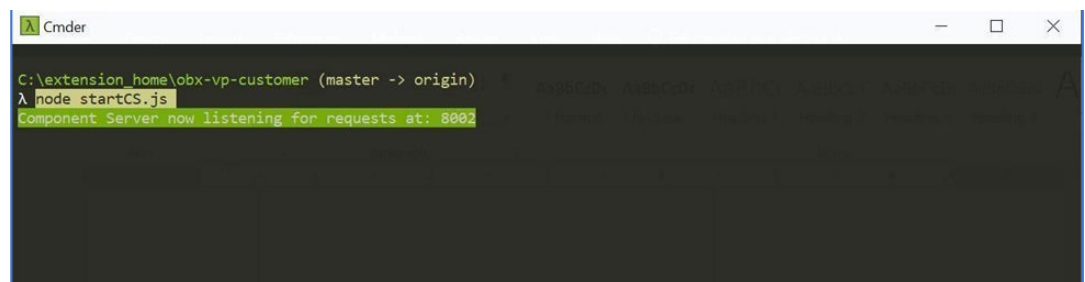 λ Cmder
C:\extension_home\obx-vp-customer (master -> origin)
λ node startCS.js
Component Server now listening for requests at: 8002